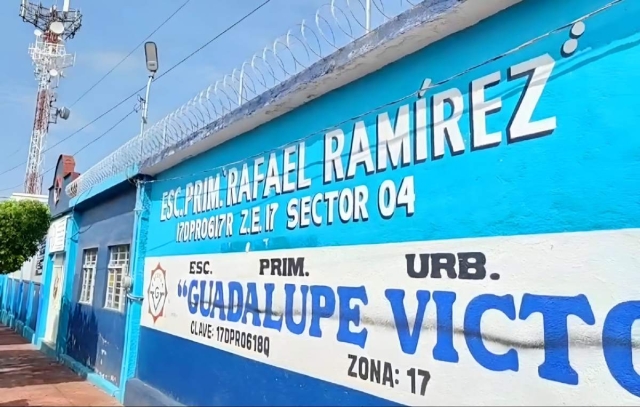 ESC. PRIM. RAFAEL RAMÍREZ"
17DPR0617R Z.E. 17 SECTOR 04
ESC. PRIM. URB.
"GUADALUPE VICTO
CLAVE: 17DPR0618Q
ZONA: 17